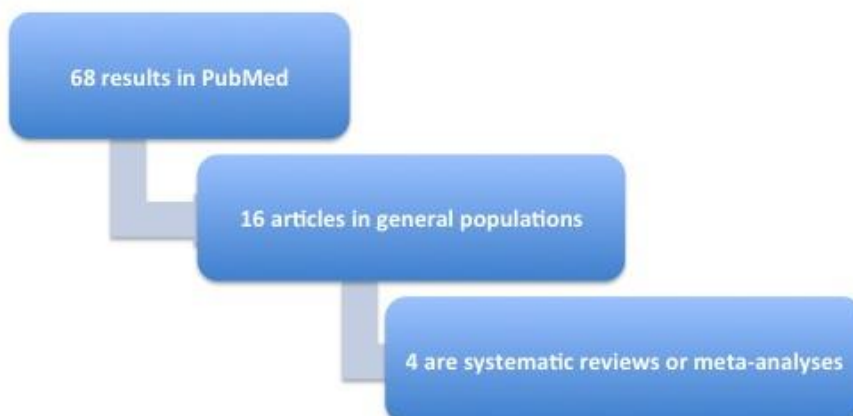 68 results in PubMed
16 articles in general populations
4 are systematic reviews or meta-analyses